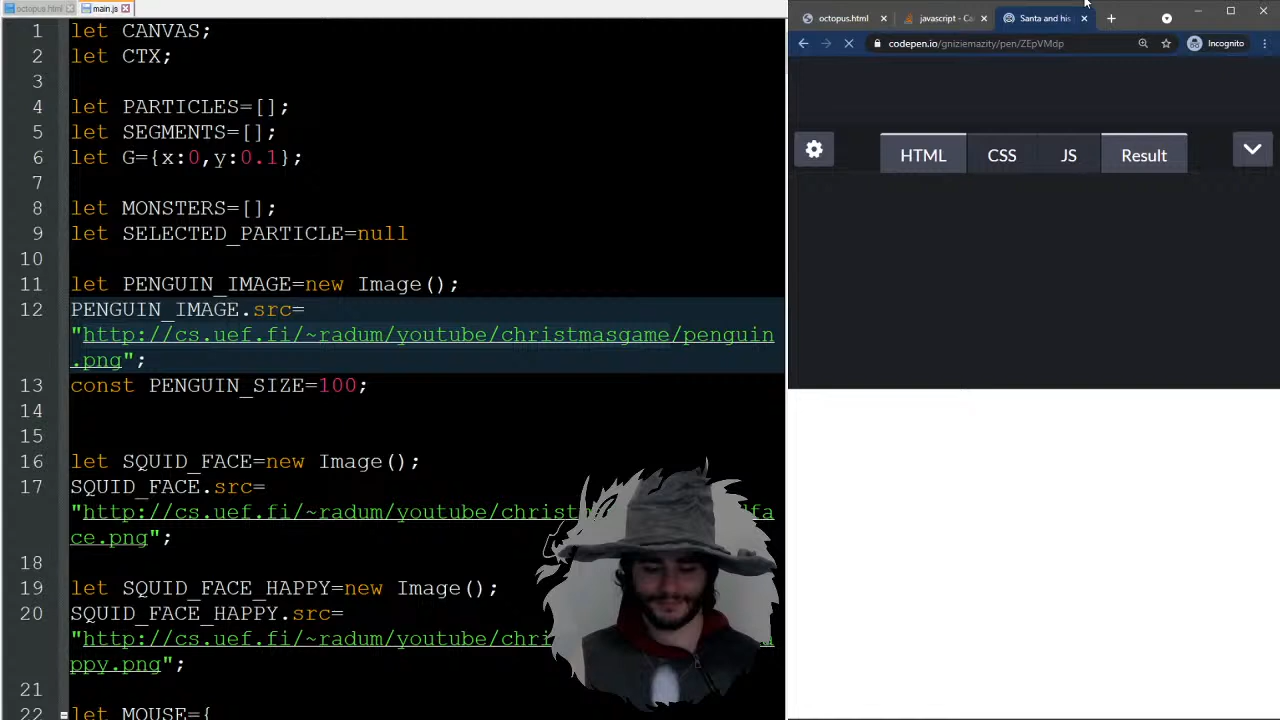 octopus.html
main.js
1 let CANVAS;
2 let CTX;
3
4 let PARTICLES=[];
5 let SEGMENTS=[];
6 let G={x:0,y:0.1};
7
8 let MONSTERS=[];
9 let SELECTED_PARTICLE=null
10
11 let PENGUIN_IMAGE=new Image();
12 PENGUIN_IMAGE.src=
"http://cs.uef.fi/~radum/youtube/christmasgame/penguin
.png";
13 const PENGUIN_SIZE=100;
14
15
16 let SQUID_FACE=new Image();
17 SQUID_FACE.src=
"http://cs.uef.fi/~radum/youtube/christ
ce.png";
18
19 let SQUID_FACE_HAPPY=new Image();
20 SQUID_FACE_HAPPY.src=
"http://cs.uef.fi/~radum/youtube/chri
ppy.png";
21
22 let MOUSE={
octopus.html
javascript - Ca
Santa and his
codepen.io/gniziemazity/pen/ZEpVMdp
Incognito
HTML CSS JS Result